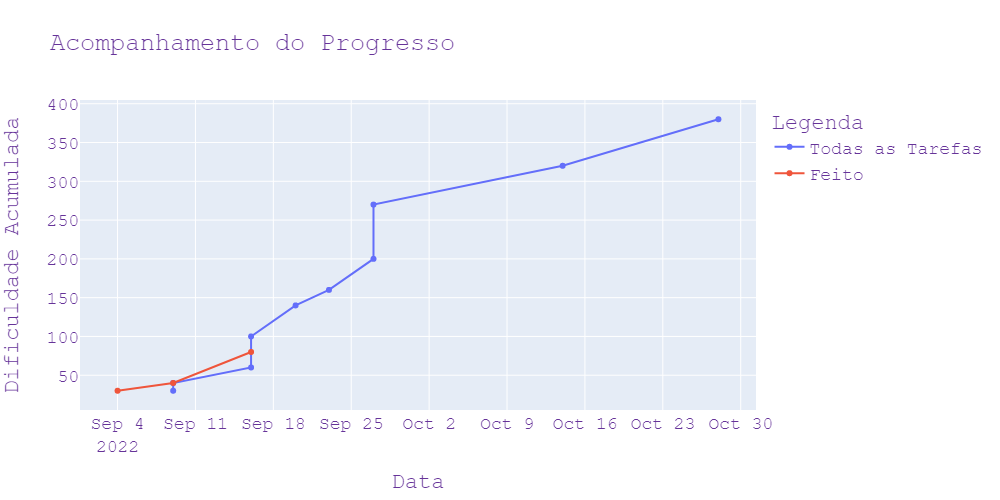 Acompanhamento do Progresso
Dificuldade Acumulada
400
350
300
250
200
150
100
50
Sep 4 Sep 11 Sep 18 Sep 25 Oct 2 Oct 9 Oct 16 Oct 23 Oct 30
2022
Data
Legenda
Todas as Tarefas
Feito